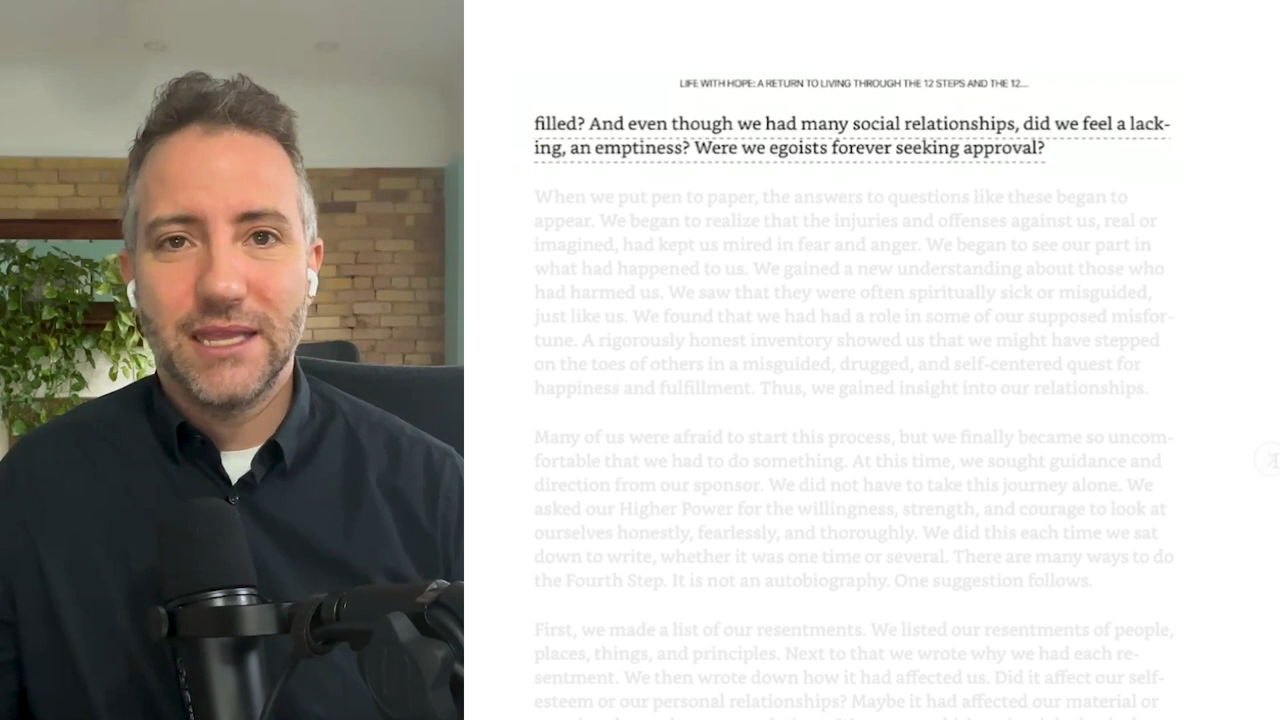 LIFE WITH HOPE: A RETURN TO LIVING THROUGH THE 12 STEPS AND THE 12...
filled? And even though we had many social relationships, did we feel a lack-
ing, an emptiness? Were we egoists forever seeking approval?
When we put pen to paper, the answers to questions like these began to
appear. We began to realize that the injuries and offenses against us, real or
imagined, had kept us mired in fear and anger. We began to see our part in
what had happened to us. We gained a new understanding about those who
had harmed us. We saw that they were often spiritually sick or misguided,
just like us. We found that we had had a role in some of our supposed misfor-
tune. A rigorously honest inventory showed us that we might have stepped
on the toes of others in a misguided, drugged, and self-centered quest for
happiness and fulfillment. Thus, we gained insight into our relationships.
Many of us were afraid to start this process, but we finally became so uncom-
fortable that we had to do something. At this time, we sought guidance and
direction from our sponsor. We did not have to take this journey alone. We
asked our Higher Power for the willingness, strength, and courage to look at
ourselves honestly, fearlessly, and thoroughly. We did this each time we sat
down to write, whether it was one time or several. There are many ways to do
the Fourth Step. It is not an autobiography. One suggestion follows.
First, we made a list of our resentments. We listed our resentments of people,
places, things, and principles. Next to that we wrote why we had each re-
sentment. We then wrote down how it had affected us. Did it affect our self-
esteem or our personal relationships? Maybe it had affected our material or